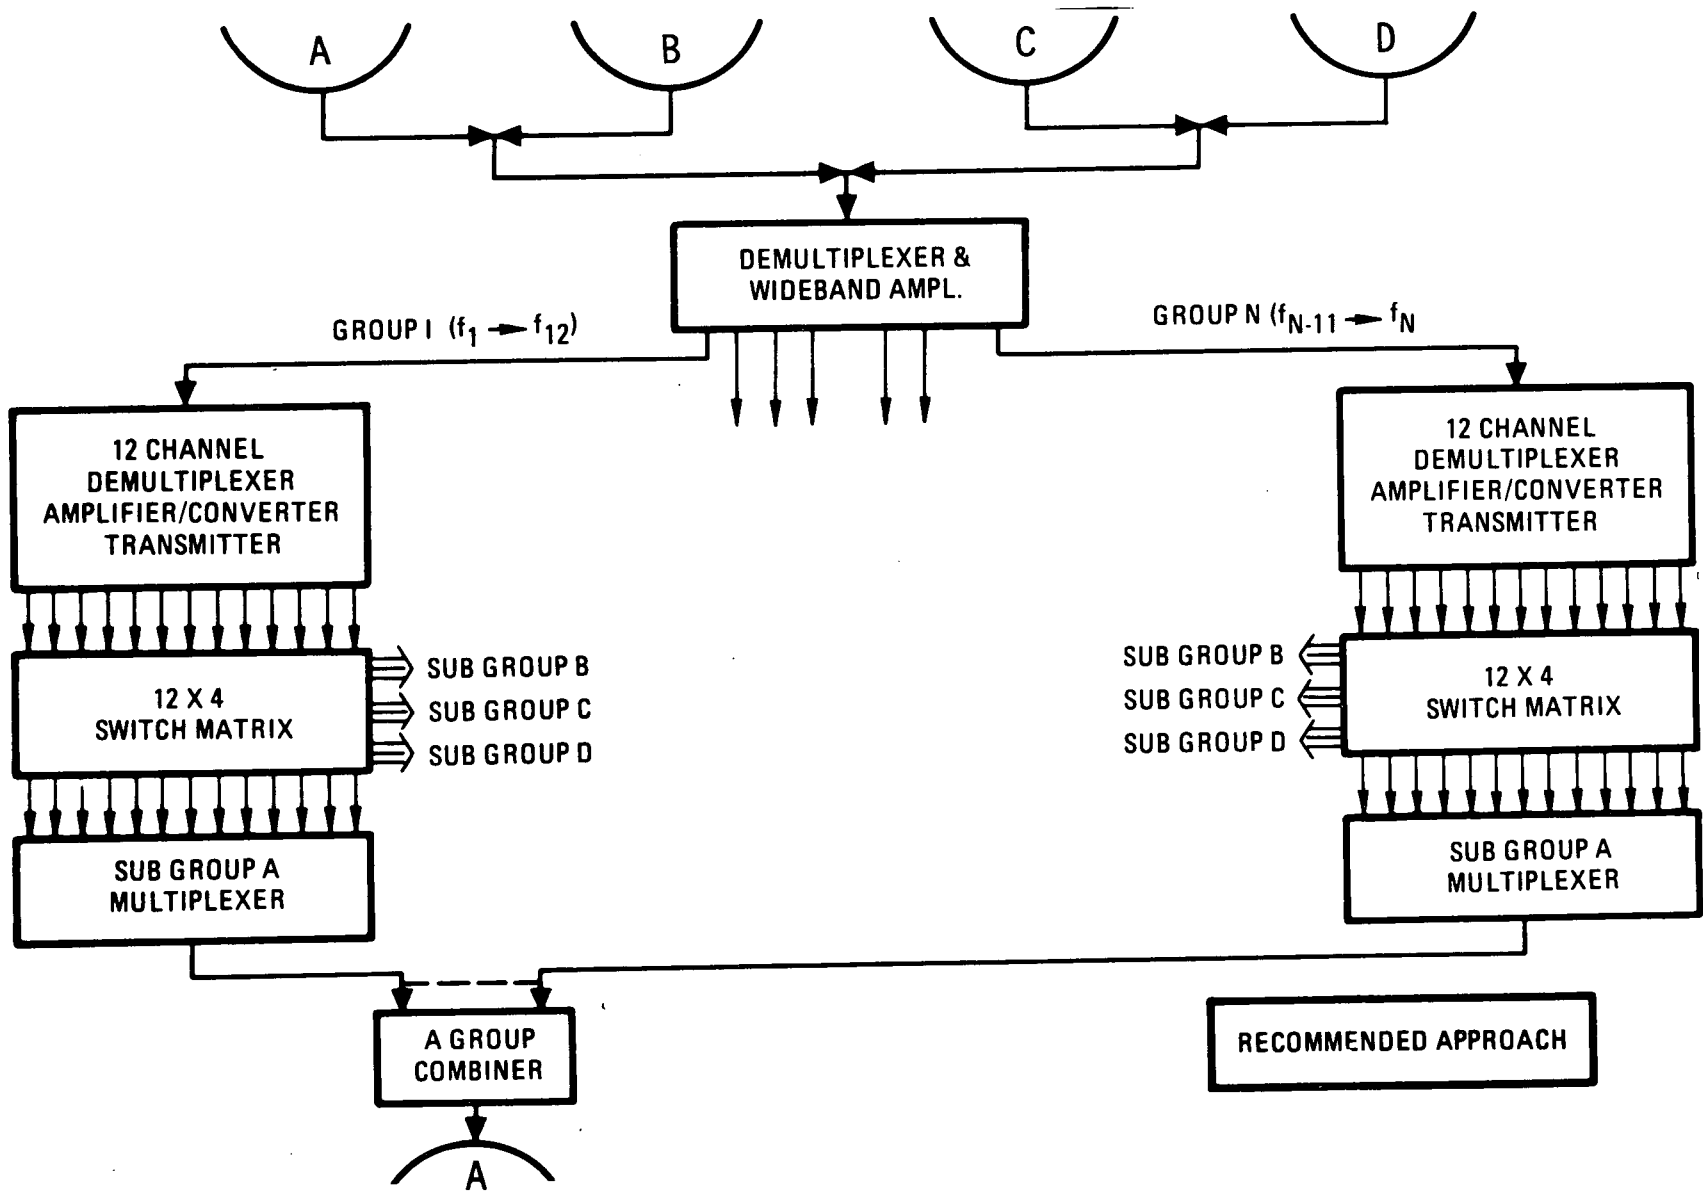 A
B
C
D
DEMULTIPLEXER &
WIDEBAND AMPL.
GROUP I (f1 → f12)
GROUP N (fN-11 → fN
12 CHANNEL
DEMULTIPLEXER
AMPLIFIER/CONVERTER
TRANSMITTER
12 CHANNEL
DEMULTIPLEXER
AMPLIFIER/CONVERTER
TRANSMITTER
12 X 4
SWITCH MATRIX
SUB GROUP B
SUB GROUP C
SUB GROUP D
SUB GROUP B
SUB GROUP C
SUB GROUP D
12 X 4
SWITCH MATRIX
SUB GROUP A
MULTIPLEXER
SUB GROUP A
MULTIPLEXER
A GROUP
COMBINER
RECOMMENDED APPROACH
A